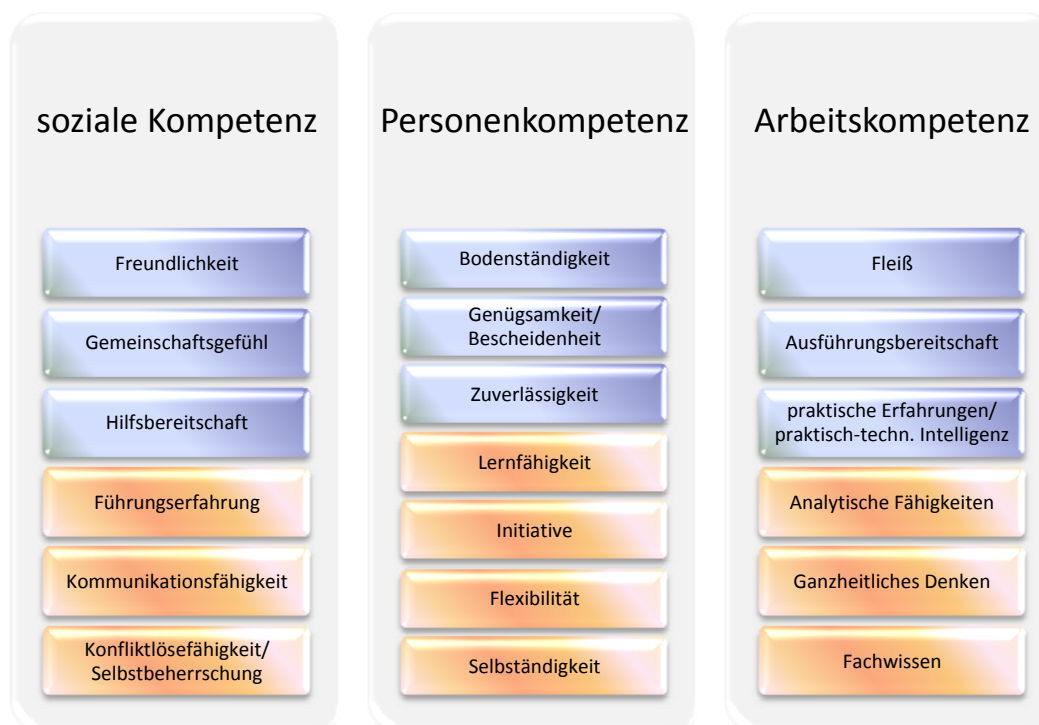 soziale Kompetenz
Freundlichkeit
Gemeinschaftsgefühl
Hilfsbereitschaft
Führungserfahrung
Kommunikationsfähigkeit
Konfliktlösefähigkeit/
Selbstbeherrschung
Personenkompetenz
Bodenständigkeit
Genügsamkeit/
Bescheidenheit
Zuverlässigkeit
Lernfähigkeit
Initiative
Flexibilität
Selbständigkeit
Arbeitskompetenz
Fleiß
Ausführungsbereitschaft
praktische Erfahrungen/
praktisch-techn. Intelligenz
Analytische Fähigkeiten
Ganzheitliches Denken
Fachwissen